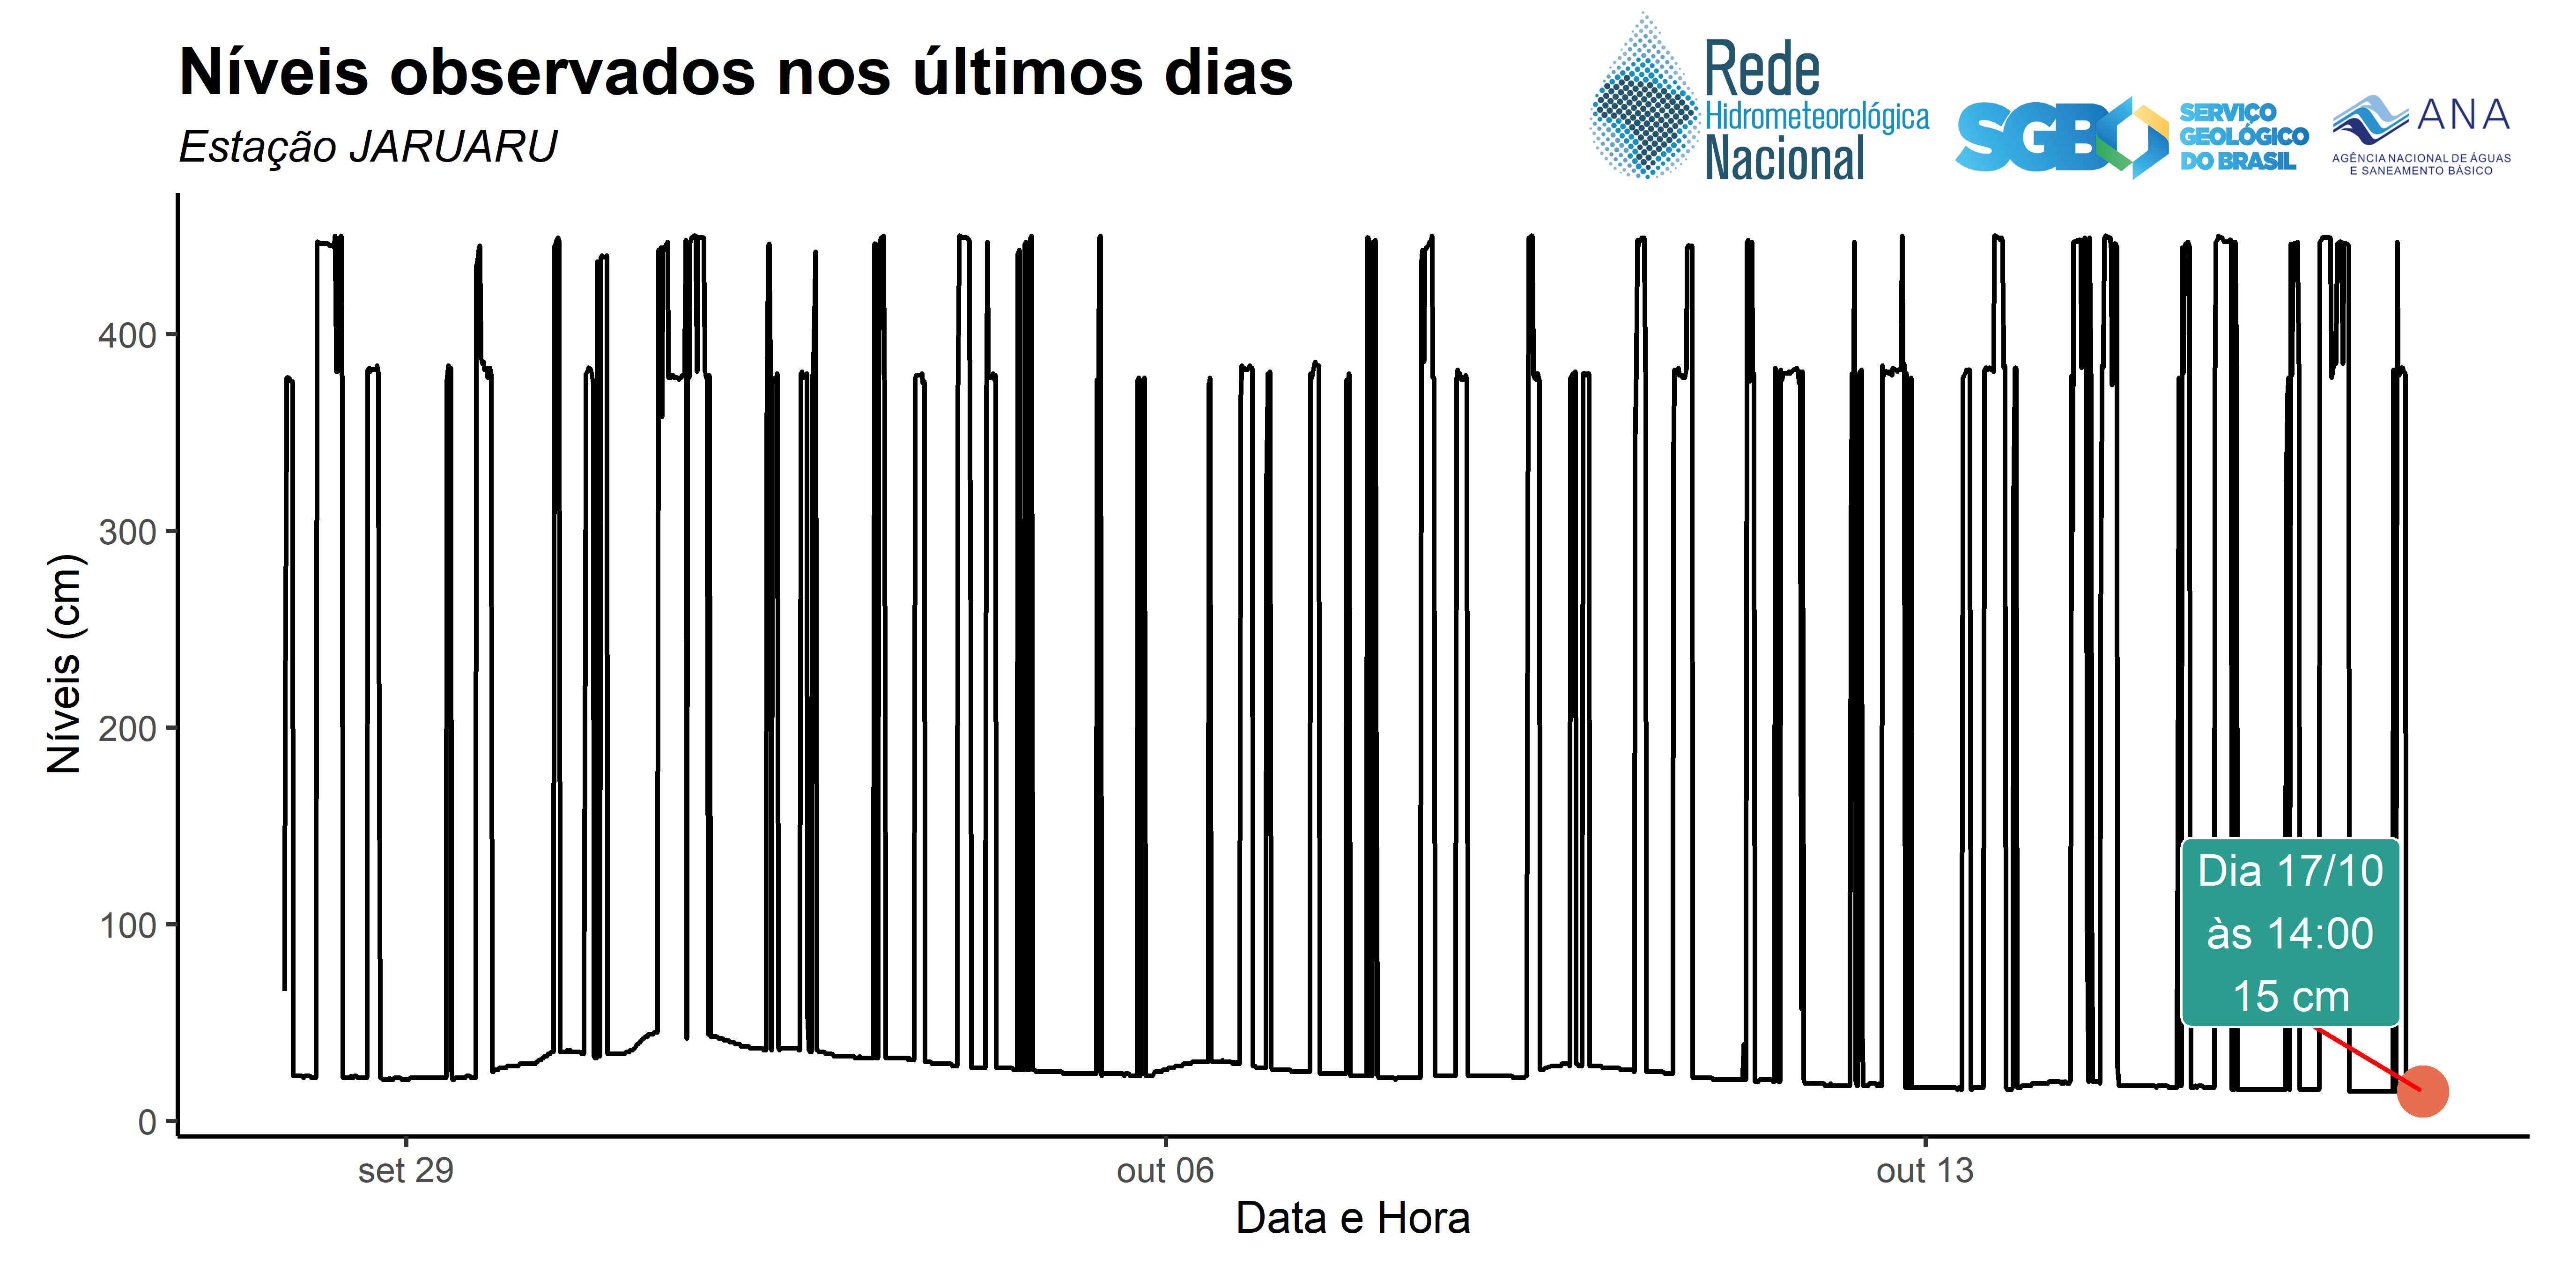 Níveis observados nos últimos dias
Estação JARUARU
Rede
Hidrometeorológica
Nacional
SGB
SERVIÇO
GEOLÓGICO
DO BRASIL
ANA
AGÊNCIA NACIONAL DE ÁGUAS
E SANEAMENTO BÁSICO
Níveis (cm)
400
300
200
100
0
Dia 17/10
às 14:00
15 cm
set 29
out 06
out 13
Data e Hora